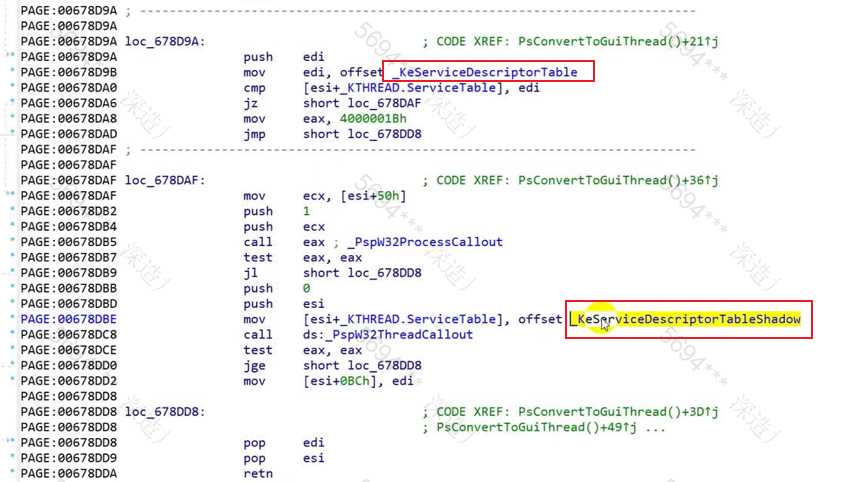 PAGE:00678D9A ; ---------------------------------------------------------------------------
PAGE:00678D9A
PAGE:00678D9A loc_678D9A: ; CODE XREF: PsConvertToGuiThread()+21↑j
PAGE:00678D9A push edi
PAGE:00678D9B mov edi, offset _KeServiceDescriptorTable
PAGE:00678DA0 cmp [esi+_KTHREAD.ServiceTable], edi
PAGE:00678DA6 jz short loc_678DAF
PAGE:00678DA8 mov eax, 4000001Bh
PAGE:00678DAD jmp short loc_678DD8
PAGE:00678DAF ; ---------------------------------------------------------------------------
PAGE:00678DAF
PAGE:00678DAF loc_678DAF: ; CODE XREF: PsConvertToGuiThread()+36↑j
PAGE:00678DAF mov ecx, [esi+50h]
PAGE:00678DB2 push 1
PAGE:00678DB4 push ecx
PAGE:00678DB5 call eax ; _PspW32ProcessCallout
PAGE:00678DB7 test eax, eax
PAGE:00678DB9 jl short loc_678DD8
PAGE:00678DBB push 0
PAGE:00678DBD push esi
PAGE:00678DBE mov [esi+_KTHREAD.ServiceTable], offset _KeServiceDescriptorTableShadow
PAGE:00678DC8 call ds:_PspW32ThreadCallout
PAGE:00678DCE test eax, eax
PAGE:00678DD0 jge short loc_678DD8
PAGE:00678DD2 mov [esi+0BCh], edi
PAGE:00678DD8
PAGE:00678DD8 loc_678DD8: ; CODE XREF: PsConvertToGuiThread()+3D↑j
PAGE:00678DD8 ; PsConvertToGuiThread()+49↑j ...
PAGE:00678DD8 pop edi
PAGE:00678DD9 pop esi
PAGE:00678DDA retn